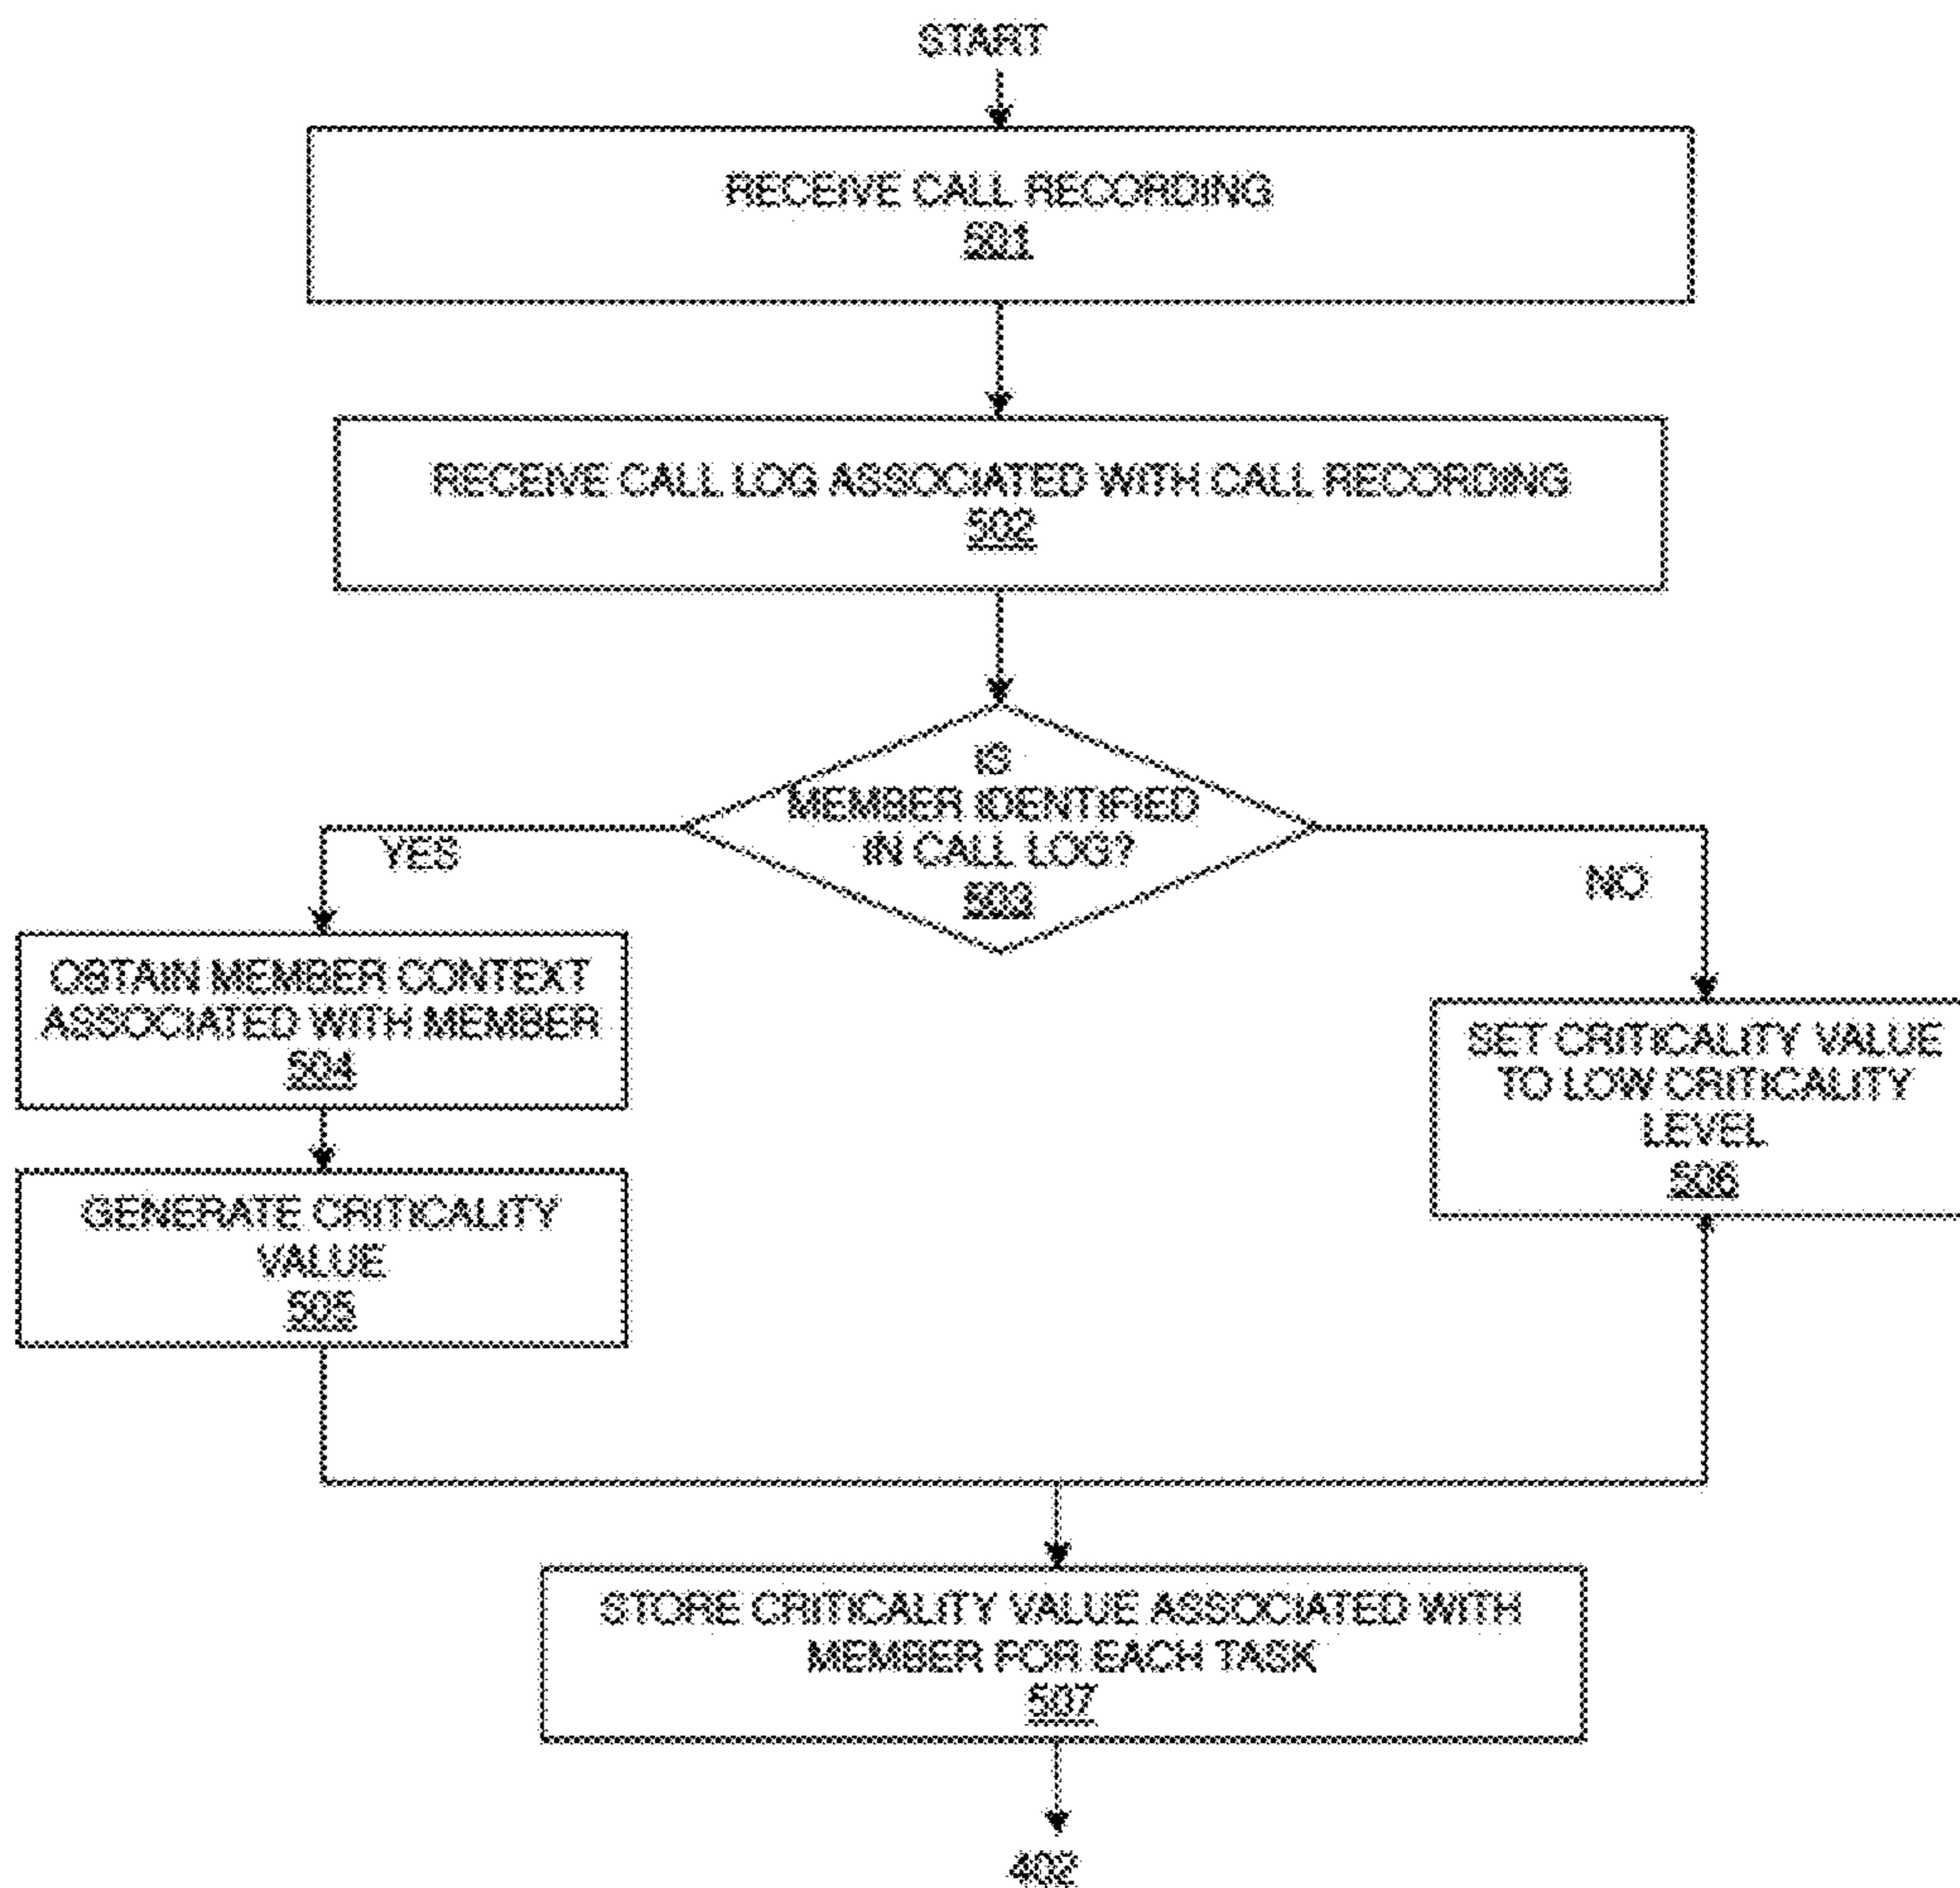 START
RECEIVE CALL RECORDING
501
RECEIVE CALL LOG ASSOCIATED WITH CALL RECORDING
502
IS
MEMBER IDENTIFIED
IN CALL LOG?
503
YES
NO
OBTAIN MEMBER CONTEXT
ASSOCIATED WITH MEMBER
504
SET CRITICALITY VALUE
TO LOW CRITICALITY
LEVEL
506
GENERATE CRITICALITY
VALUE
505
STORE CRITICALITY VALUE ASSOCIATED WITH
MEMBER FOR EACH TASK
507
402